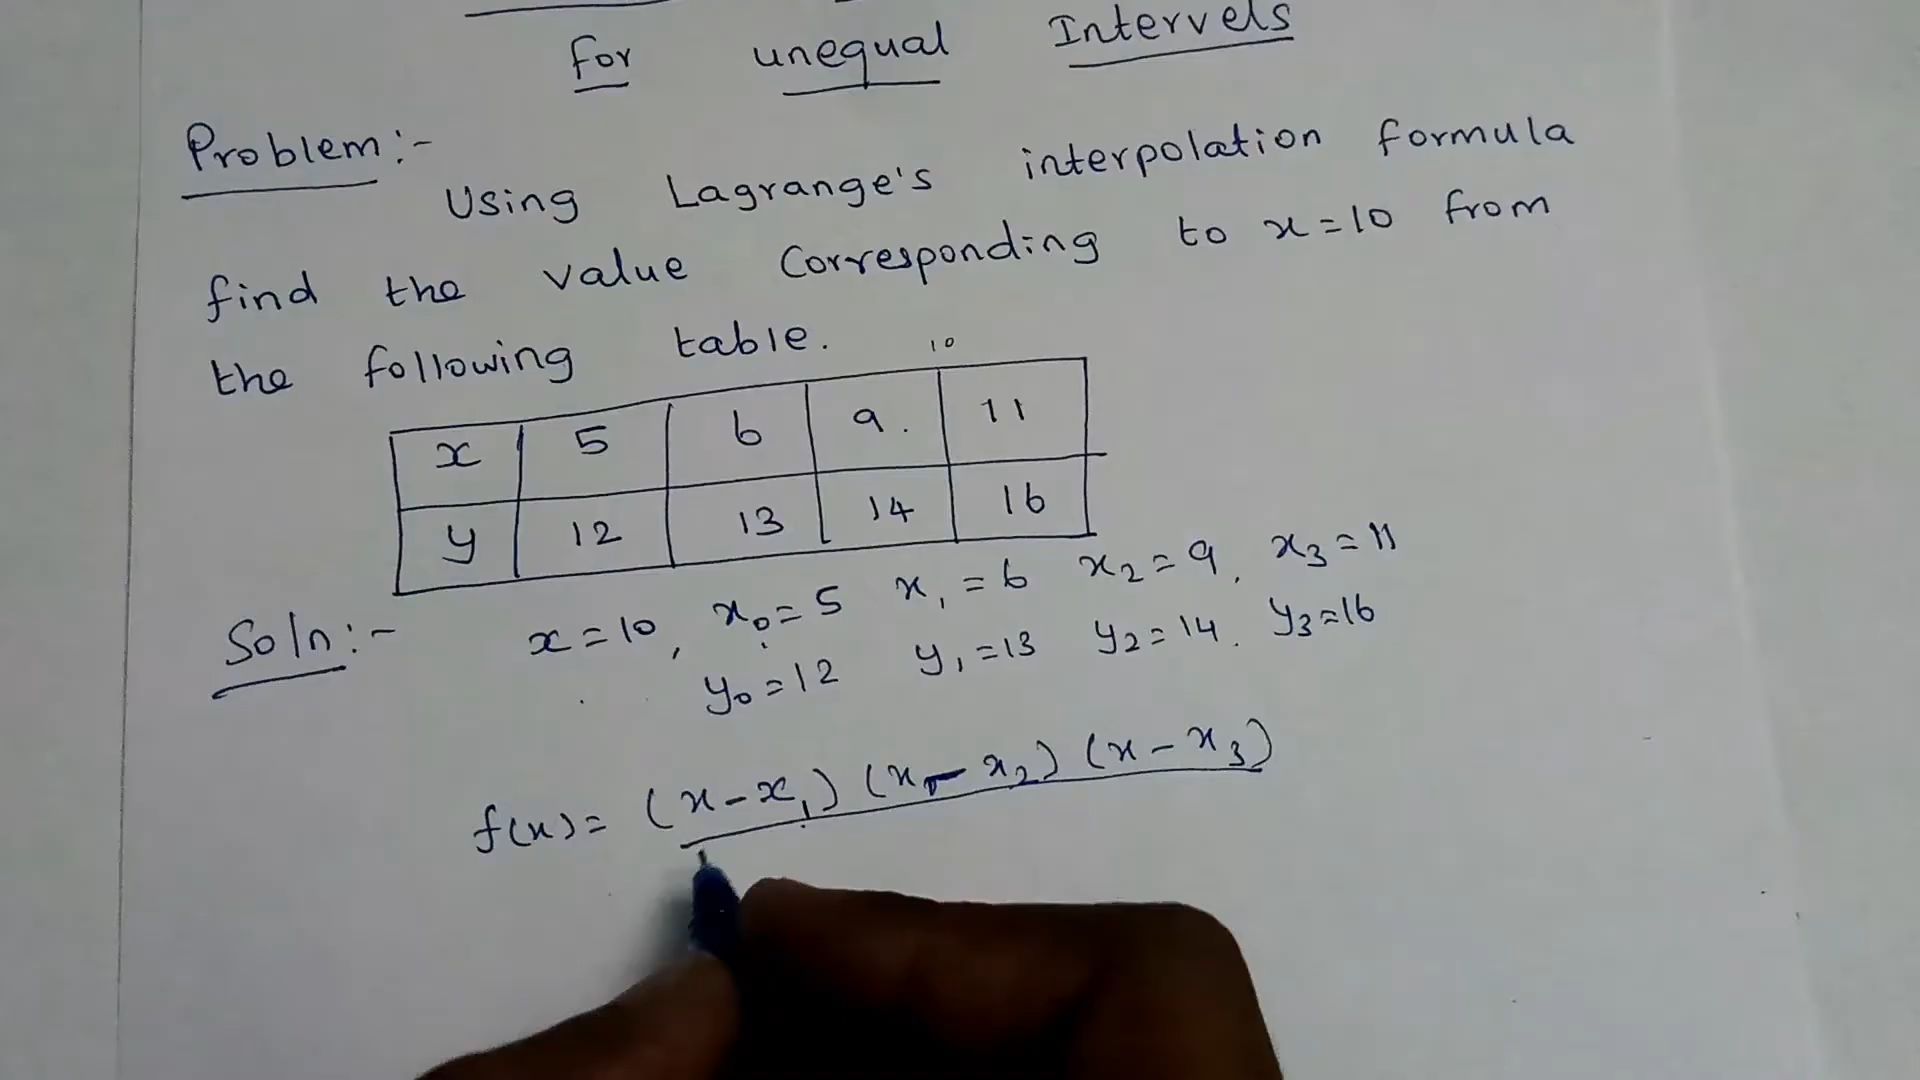 For unequal Intervels
Problem:-
Using Lagrange's interpolation formula
find the value Corresponding to x=10 from
the following table.
10
x 5 6 9. 11
y 12 13 14 16
Soln:- x=10, x₀=5 x₁=6 x₂=9, x₃=11
y₀=12 y₁=13 y₂=14. y₃=16
f(x)= (x-x₁) (x-x₂) (x-x₃)